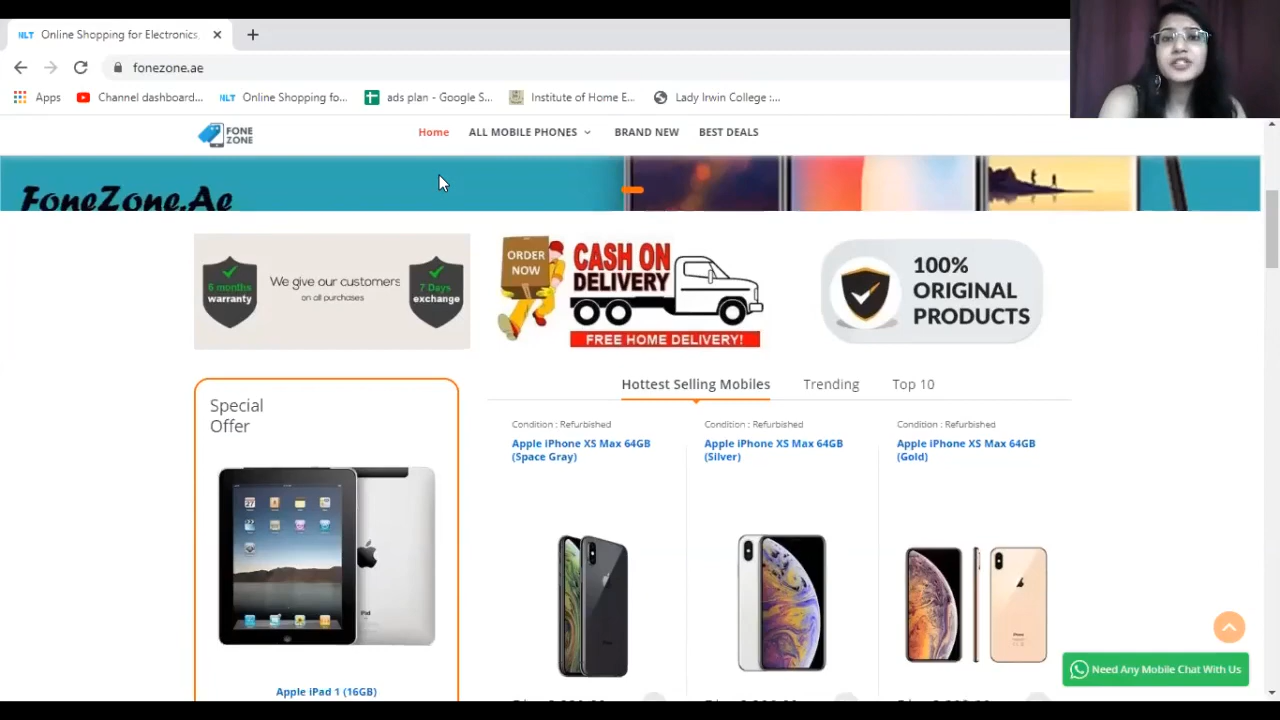 NLT Online Shopping for Electronics,
fonezone.ae
Apps Channel dashboard... NLT Online Shopping fo... ads plan - Google S... Institute of Home E... Lady Irwin College :...
FONE
ZONE
Home ALL MOBILE PHONES BRAND NEW BEST DEALS
FoneZone.Ae
6 months
warranty
We give our customers
on all purchases
7 Days
exchange
ORDER
NOW
CASH ON
DELIVERY
FREE HOME DELIVERY!
100%
ORIGINAL
PRODUCTS
Special
Offer
Apple iPad 1 (16GB)
Hottest Selling Mobiles Trending Top 10
Condition : Refurbished
Apple iPhone XS Max 64GB
(Space Gray)
Condition : Refurbished
Apple iPhone XS Max 64GB
(Silver)
Condition : Refurbished
Apple iPhone XS Max 64GB
(Gold)
Need Any Mobile Chat With Us